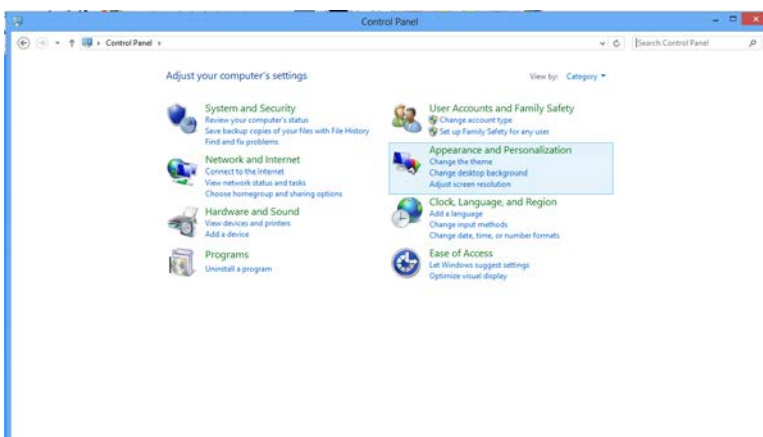 Control Panel
Control Panel
Search Control Panel
Adjust your computer's settings
View by: Category
System and Security
Review your computer's status
Save backup copies of your files with File History
Find and fix problems
Network and Internet
Connect to the Internet
View network status and tasks
Choose homegroup and sharing options
Hardware and Sound
View devices and printers
Add a device
Programs
Uninstall a program
User Accounts and Family Safety
Change account type
Set up Family Safety for any user
Appearance and Personalization
Change the theme
Change desktop background
Adjust screen resolution
Clock, Language, and Region
Add a language
Change input methods
Change date, time, or number formats
Ease of Access
Let Windows suggest settings
Optimize visual display